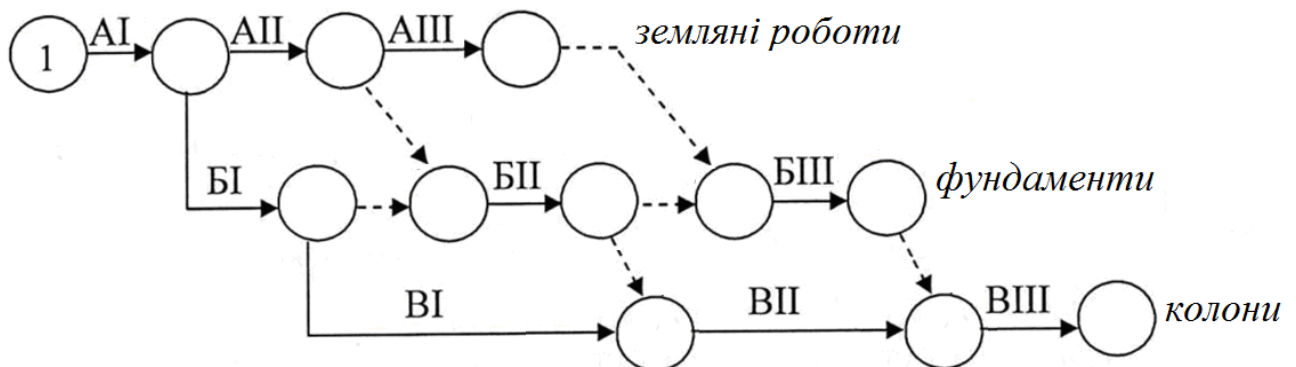 1 АІ АІІ АІІІ земляні роботи
БІ БІІ БІІІ фундаменти
ВІ ВІІ ВІІІ колони